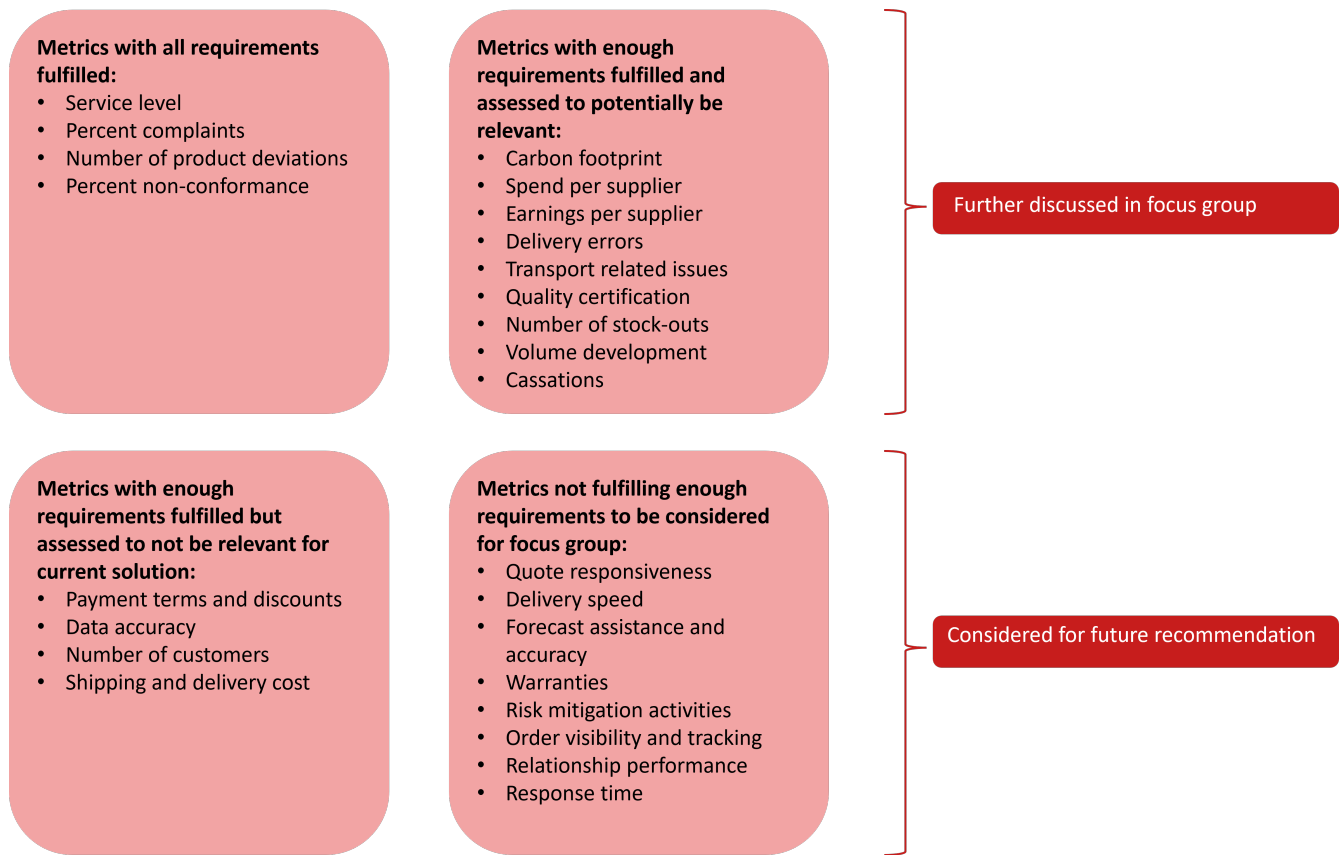 Metrics with all requirements
fulfilled:
• Service level
• Percent complaints
• Number of product deviations
• Percent non-conformance
Metrics with enough
requirements fulfilled and
assessed to potentially be
relevant:
• Carbon footprint
• Spend per supplier
• Earnings per supplier
• Delivery errors
• Transport related issues
• Quality certification
• Number of stock-outs
• Volume development
• Cassations
Further discussed in focus group
Metrics with enough
requirements fulfilled but
assessed to not be relevant for
current solution:
• Payment terms and discounts
• Data accuracy
• Number of customers
• Shipping and delivery cost
Metrics not fulfilling enough
requirements to be considered
for focus group:
• Quote responsiveness
• Delivery speed
• Forecast assistance and
accuracy
• Warranties
• Risk mitigation activities
• Order visibility and tracking
• Relationship performance
• Response time
Considered for future recommendation